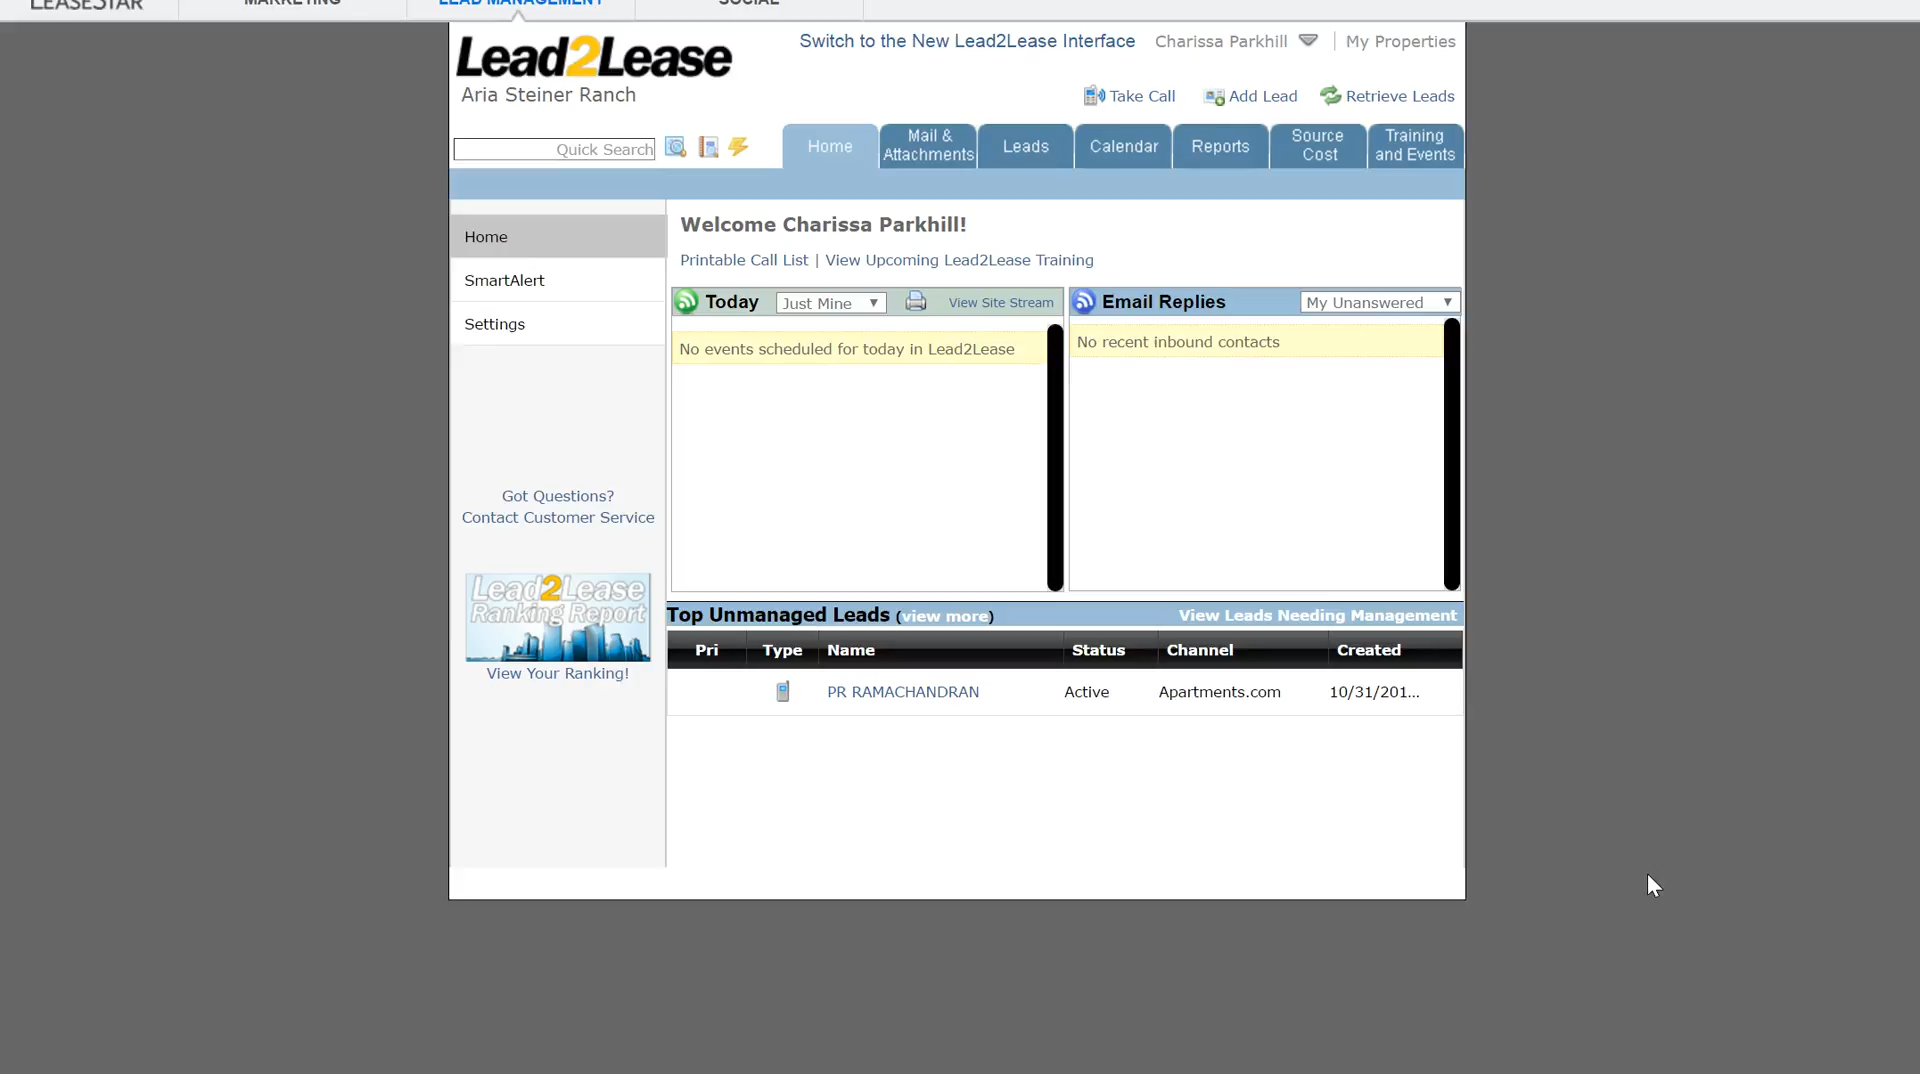 LEASESTAR
MARKETING
LEAD MANAGEMENT
SOCIAL
Lead2Lease
Switch to the New Lead2Lease Interface
Charissa Parkhill
My Properties
Aria Steiner Ranch
Take Call
Add Lead
Retrieve Leads
Quick Search
Home
Mail &
Attachments
Leads
Calendar
Reports
Source
Cost
Training
and Events
Home
SmartAlert
Settings
Got Questions?
Contact Customer Service
Lead2Lease
Ranking Report
View Your Ranking!
Welcome Charissa Parkhill!
Printable Call List | View Upcoming Lead2Lease Training
Today
Just Mine
View Site Stream
No events scheduled for today in Lead2Lease
Email Replies
My Unanswered
No recent inbound contacts
Top Unmanaged Leads (view more)
View Leads Needing Management
Pri Type Name Status Channel Created
PR RAMACHANDRAN Active Apartments.com 10/31/201...